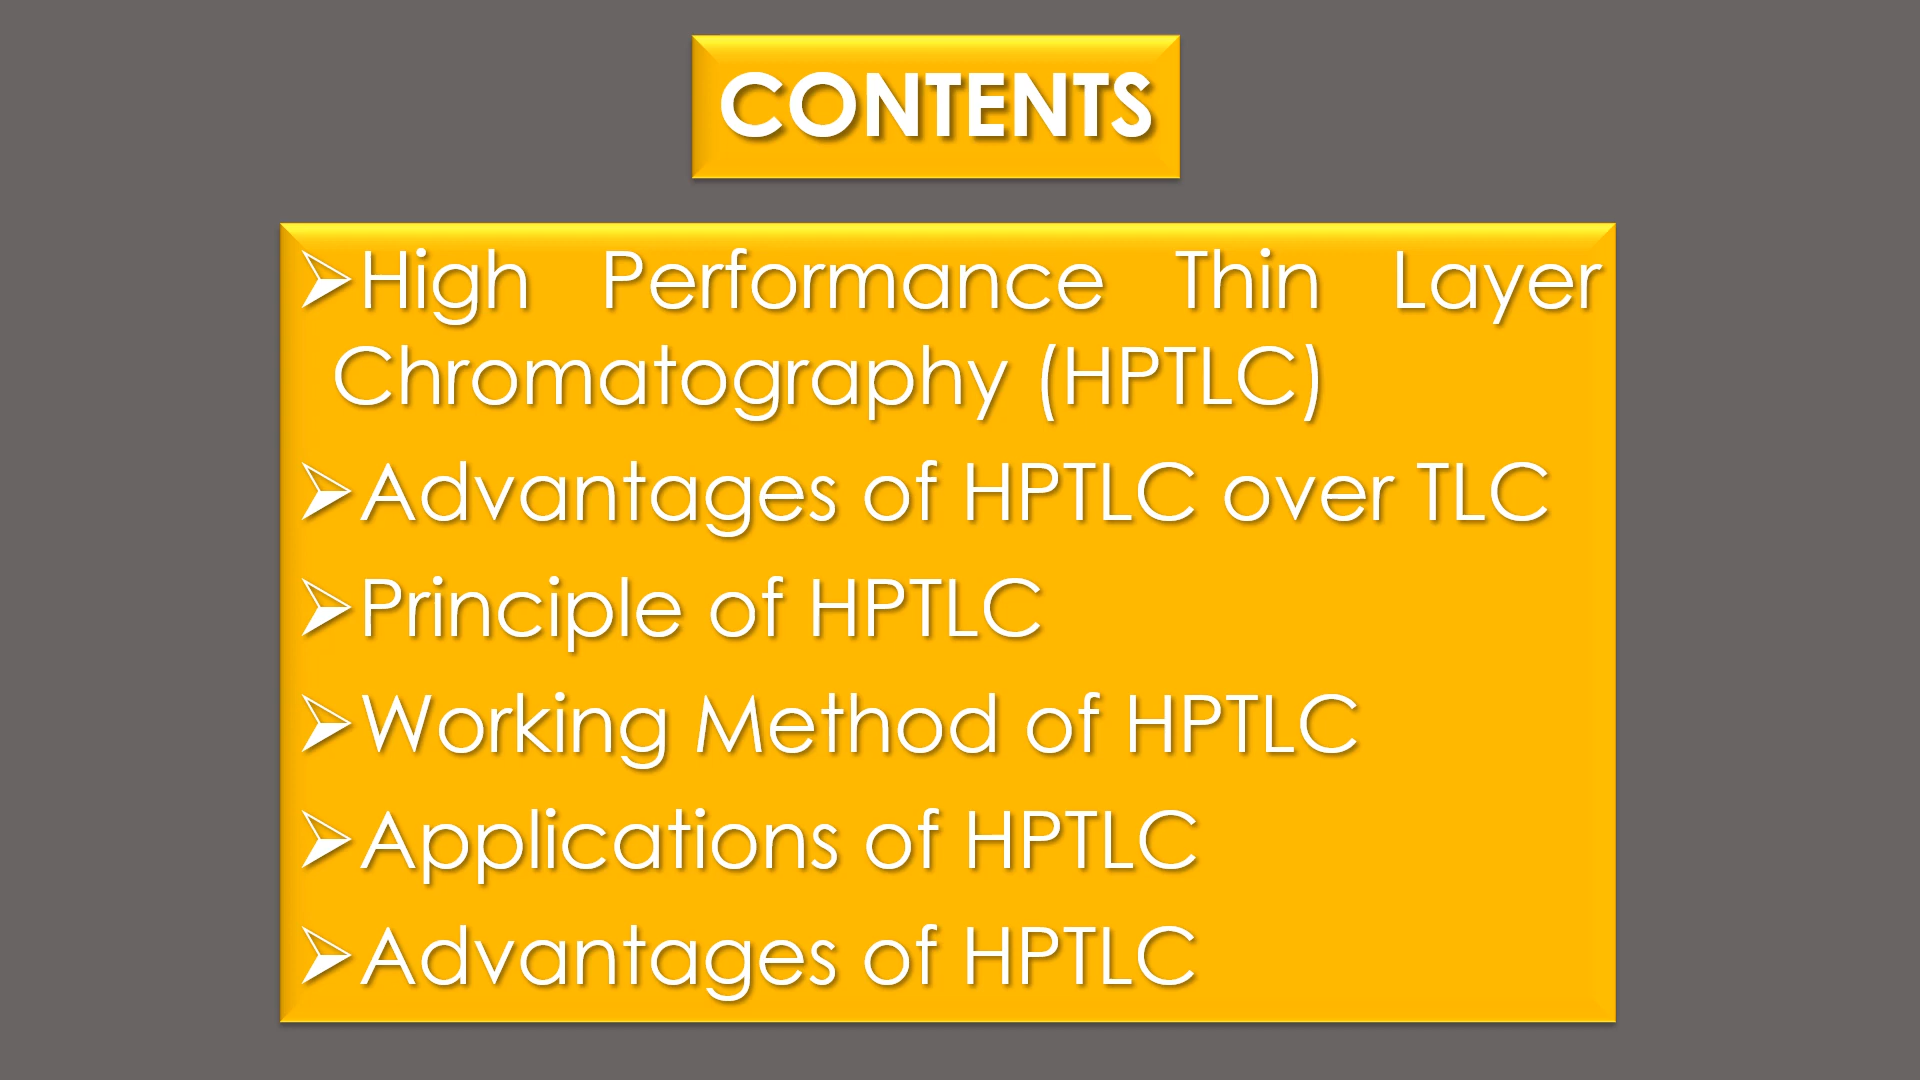 CONTENTS
➢High Performance Thin Layer
Chromatography (HPTLC)
➢Advantages of HPTLC over TLC
➢Principle of HPTLC
➢Working Method of HPTLC
➢Applications of HPTLC
➢Advantages of HPTLC